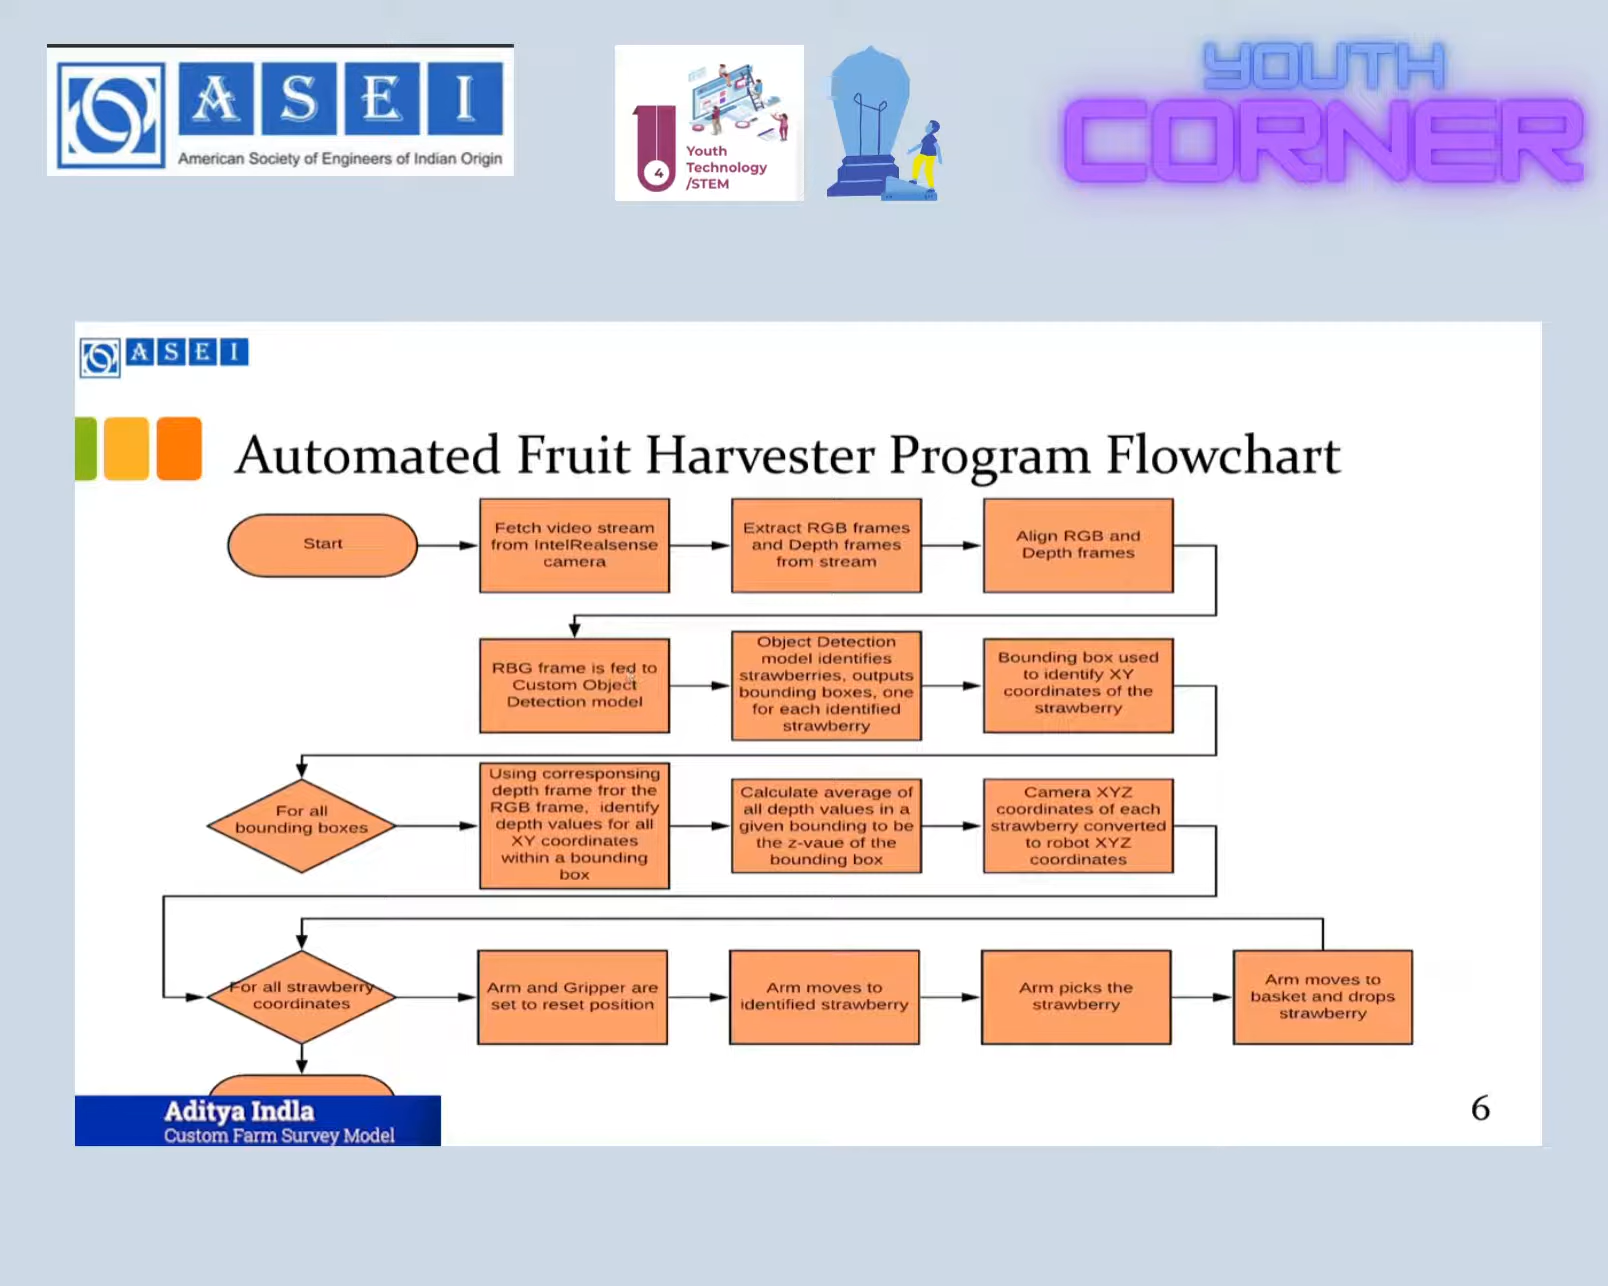 ASEI
American Society of Engineers of Indian Origin
4
Youth
Technology
/STEM
YOUTH
CORNER
ASEI
Automated Fruit Harvester Program Flowchart
Start
Fetch video stream
from IntelRealsense
camera
Extract RGB frames
and Depth frames
from stream
Align RGB and
Depth frames
RBG frame is fed to
Custom Object
Detection model
Object Detection
model identifies
strawberries, outputs
bounding boxes, one
for each identified
strawberry
Bounding box used
to identify XY
coordinates of the
strawberry
For all
bounding boxes
Using corresponsing
depth frame fror the
RGB frame, identify
depth values for all
XY coordinates
within a bounding
box
Calculate average of
all depth values in a
given bounding to be
the z-vaue of the
bounding box
Camera XYZ
coordinates of each
strawberry converted
to robot XYZ
coordinates
For all strawberry
coordinates
Arm and Gripper are
set to reset position
Arm moves to
identified strawberry
Arm picks the
strawberry
Arm moves to
basket and drops
strawberry
Aditya Indla
Custom Farm Survey Model
6